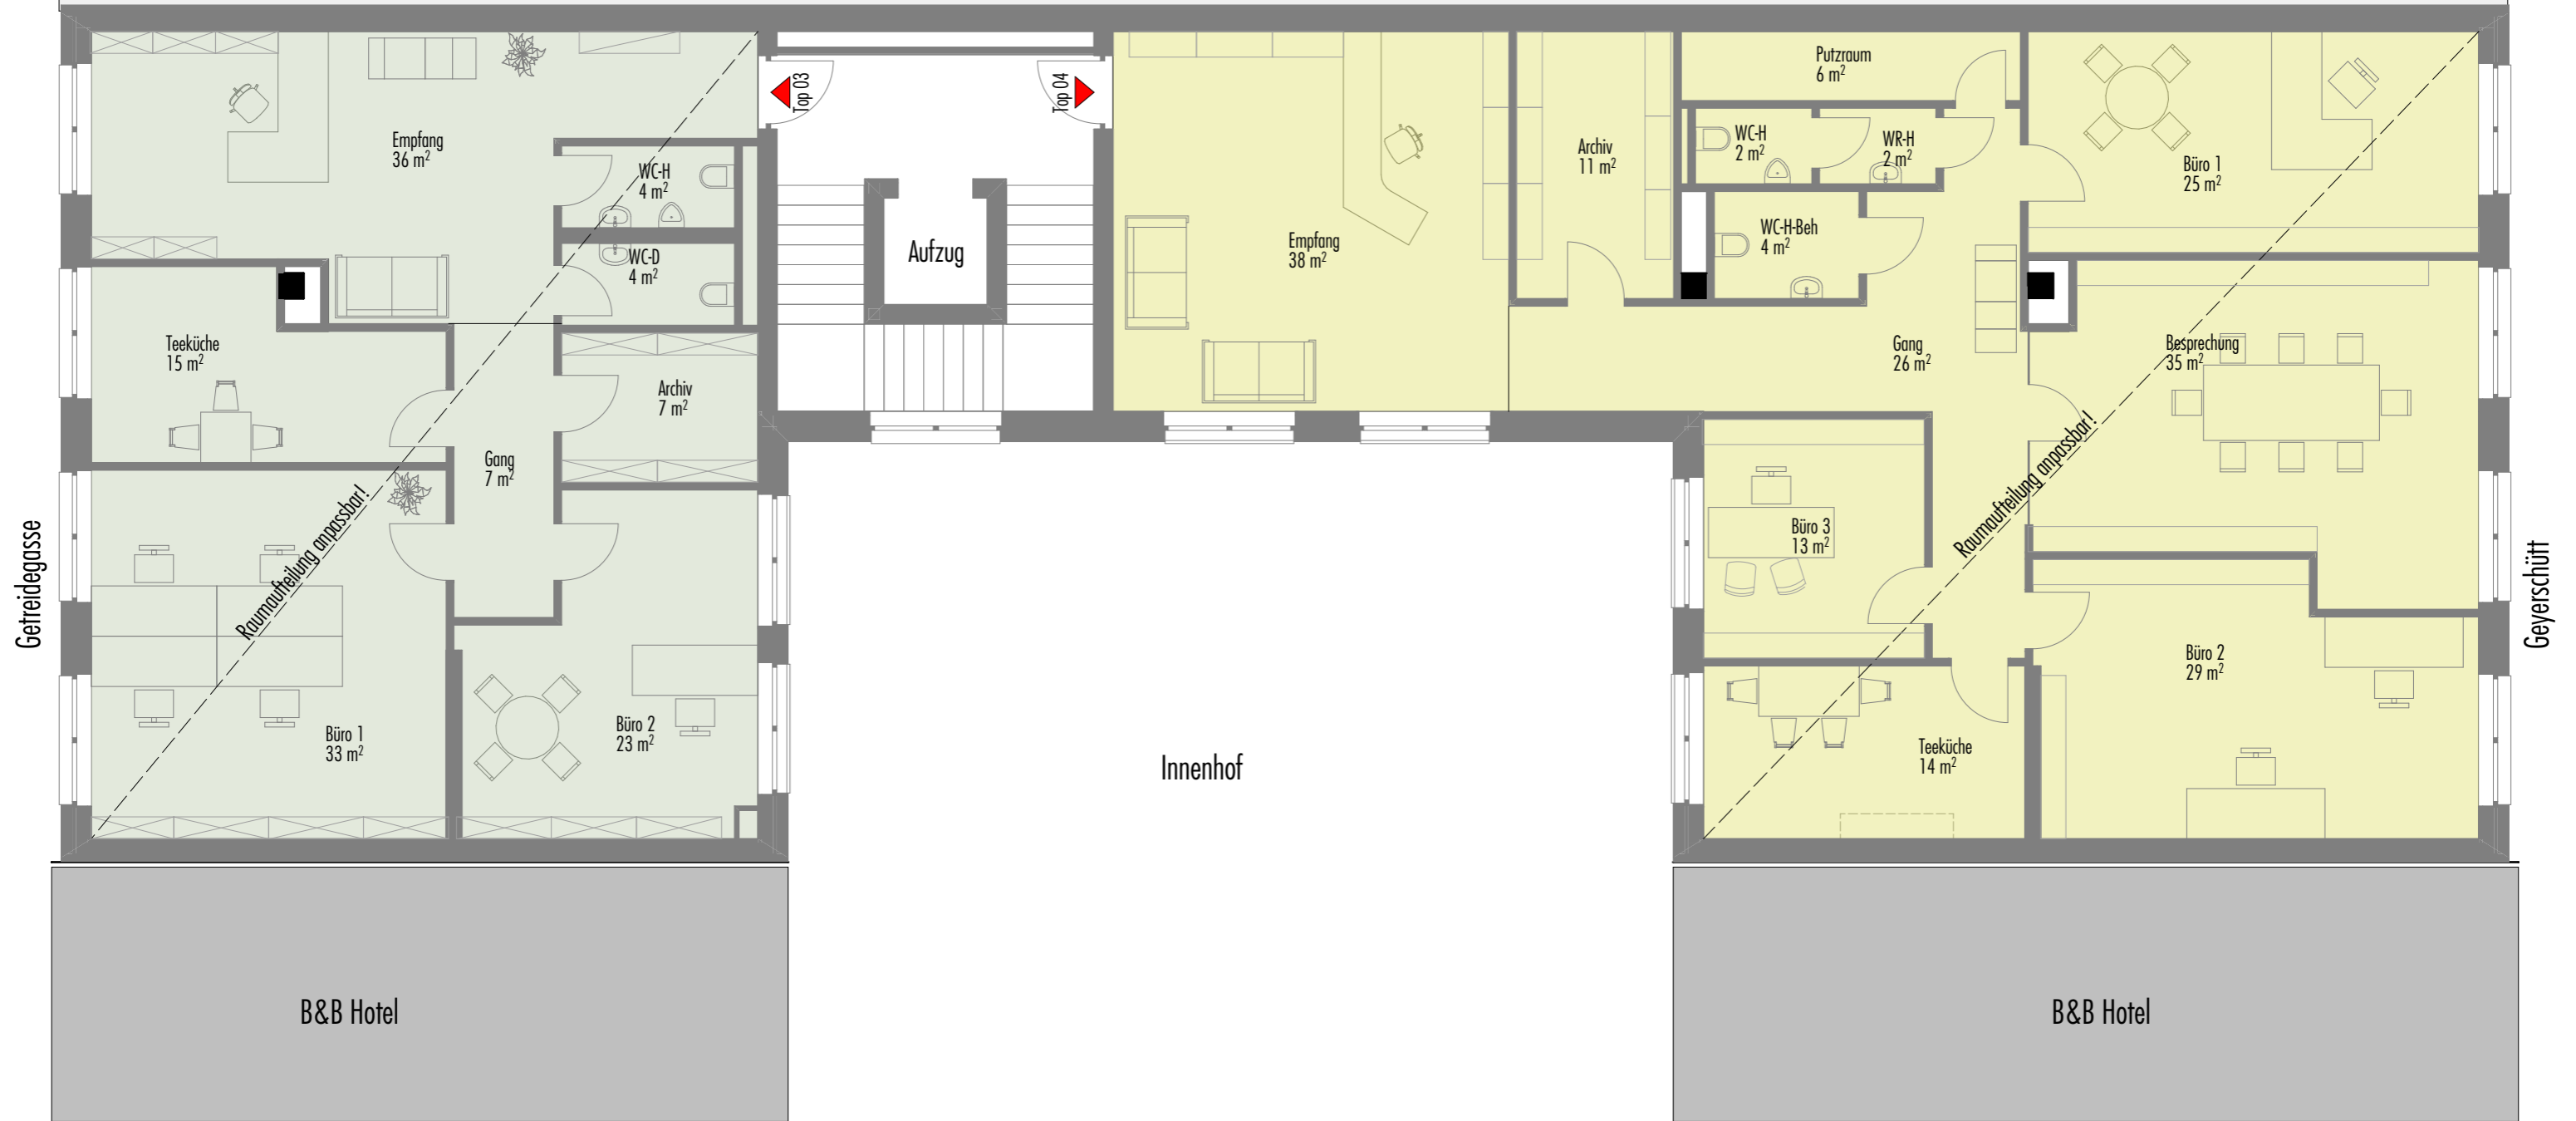 Top 03
Top 04
Empfang
36 m²
WC-H
4 m²
WC-D
4 m²
Teeküche
15 m²
Archiv
7 m²
Gang
7 m²
Büro 1
33 m²
Büro 2
23 m²
Raumaufteilung anpassbar!
Getreidegasse
Aufzug
Empfang
38 m²
Archiv
11 m²
Putzraum
6 m²
WC-H
2 m²
WR-H
2 m²
WC-H-Beh
4 m²
Büro 1
25 m²
Gang
26 m²
Besprechung
35 m²
Büro 3
13 m²
Büro 2
29 m²
Teeküche
14 m²
Raumaufteilung anpassbar!
Geyerschütt
Innenhof
B&B Hotel
B&B Hotel